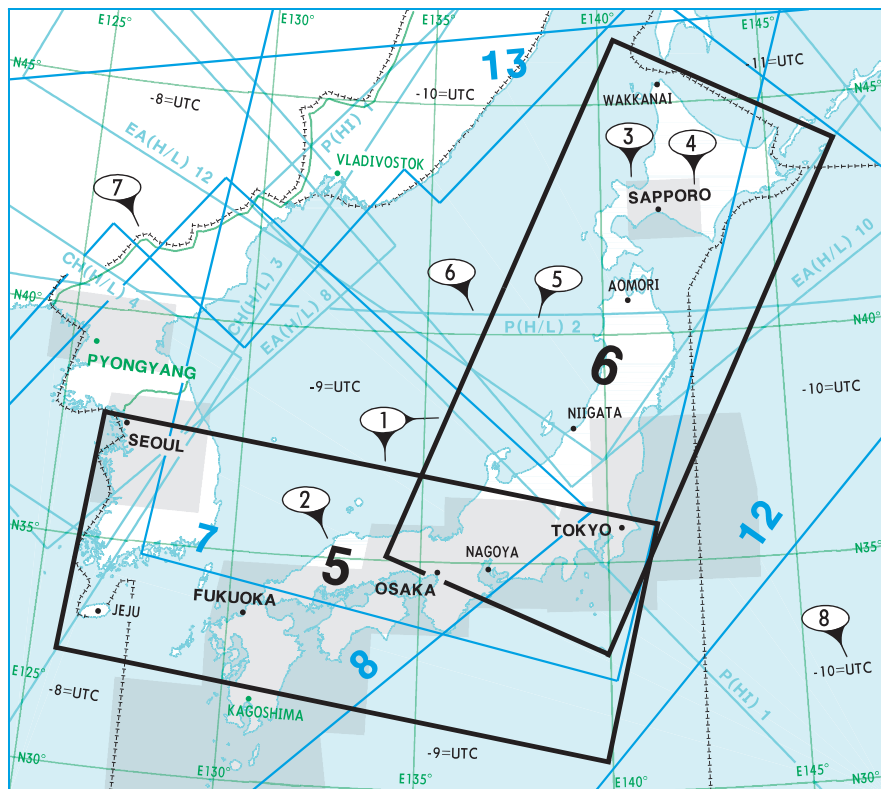 E125°
E130°
E135°
E140°
E145°
N45°
13
-11=UTC
-8=UTC
-10=UTC
N45°
WAKKANAI
EA(H/L) 12
P(HI) 1
3
4
VLADIVOSTOK
7
SAPPORO
EA(H/L) 10
CH(H/L) 4
CH(H/L) 3
EA(H/L) 8
6
5
AOMORI
N40°
P(H/L) 2
N40°
PYONGYANG
6
-9=UTC
-10=UTC
1
NIIGATA
SEOUL
2
N35°
7
TOKYO
12
5
NAGOYA
N35°
OSAKA
JEJU
FUKUOKA
8
8
E125°
-8=UTC
P(HI) 1
-10=UTC
KAGOSHIMA
-9=UTC
N30°
E130°
E135°
E140°
E145°
N30°